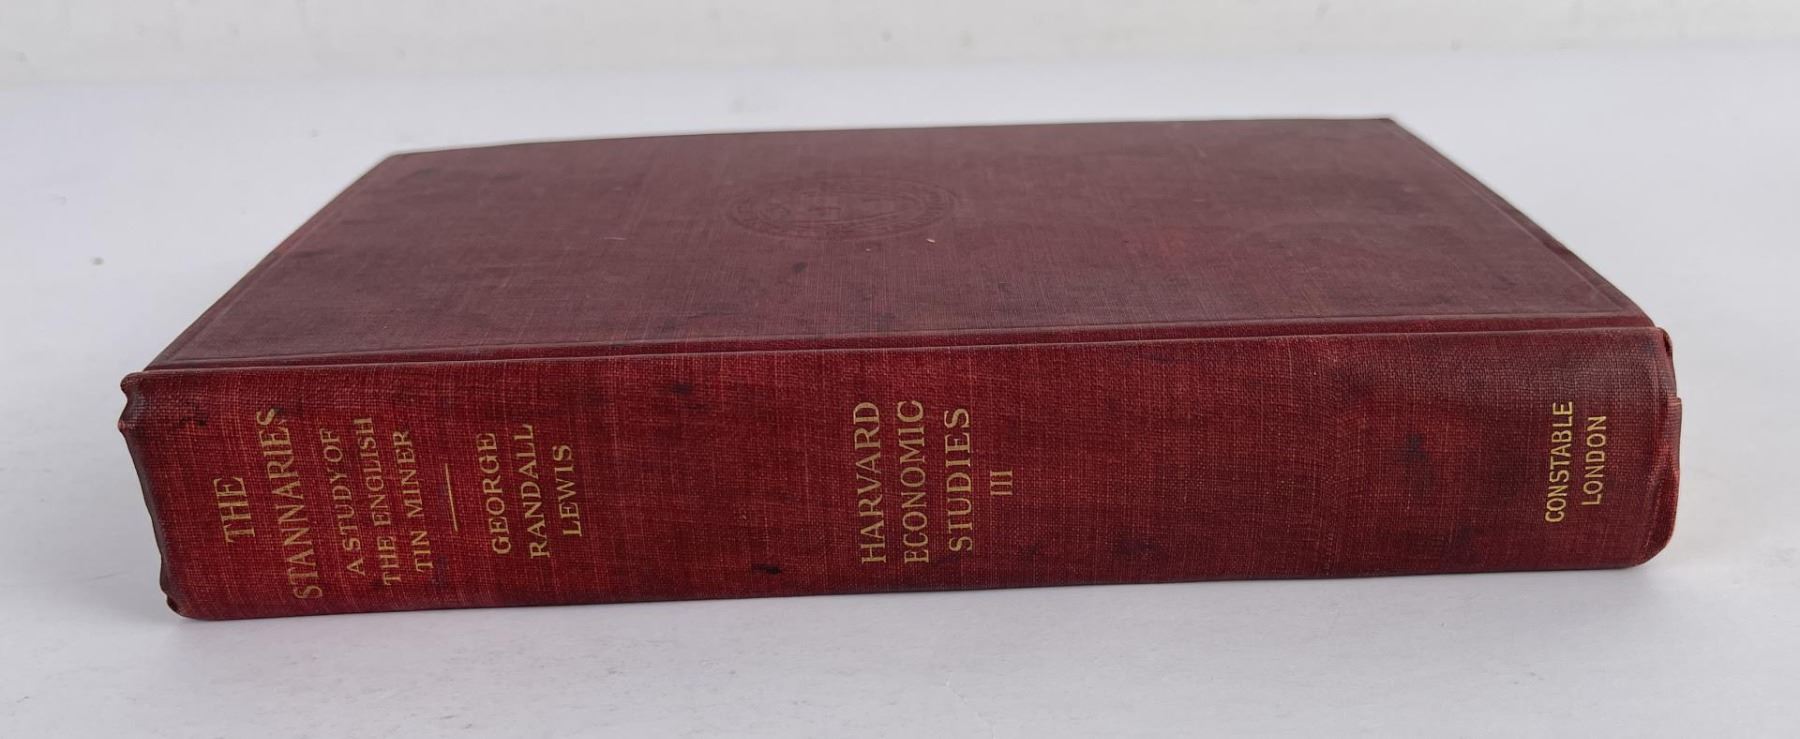 THE
STANNARIES
A STUDY OF
THE ENGLISH
TIN MINER
GEORGE
RANDALL
LEWIS
HARVARD
ECONOMIC
STUDIES
III
CONSTABLE
LONDON